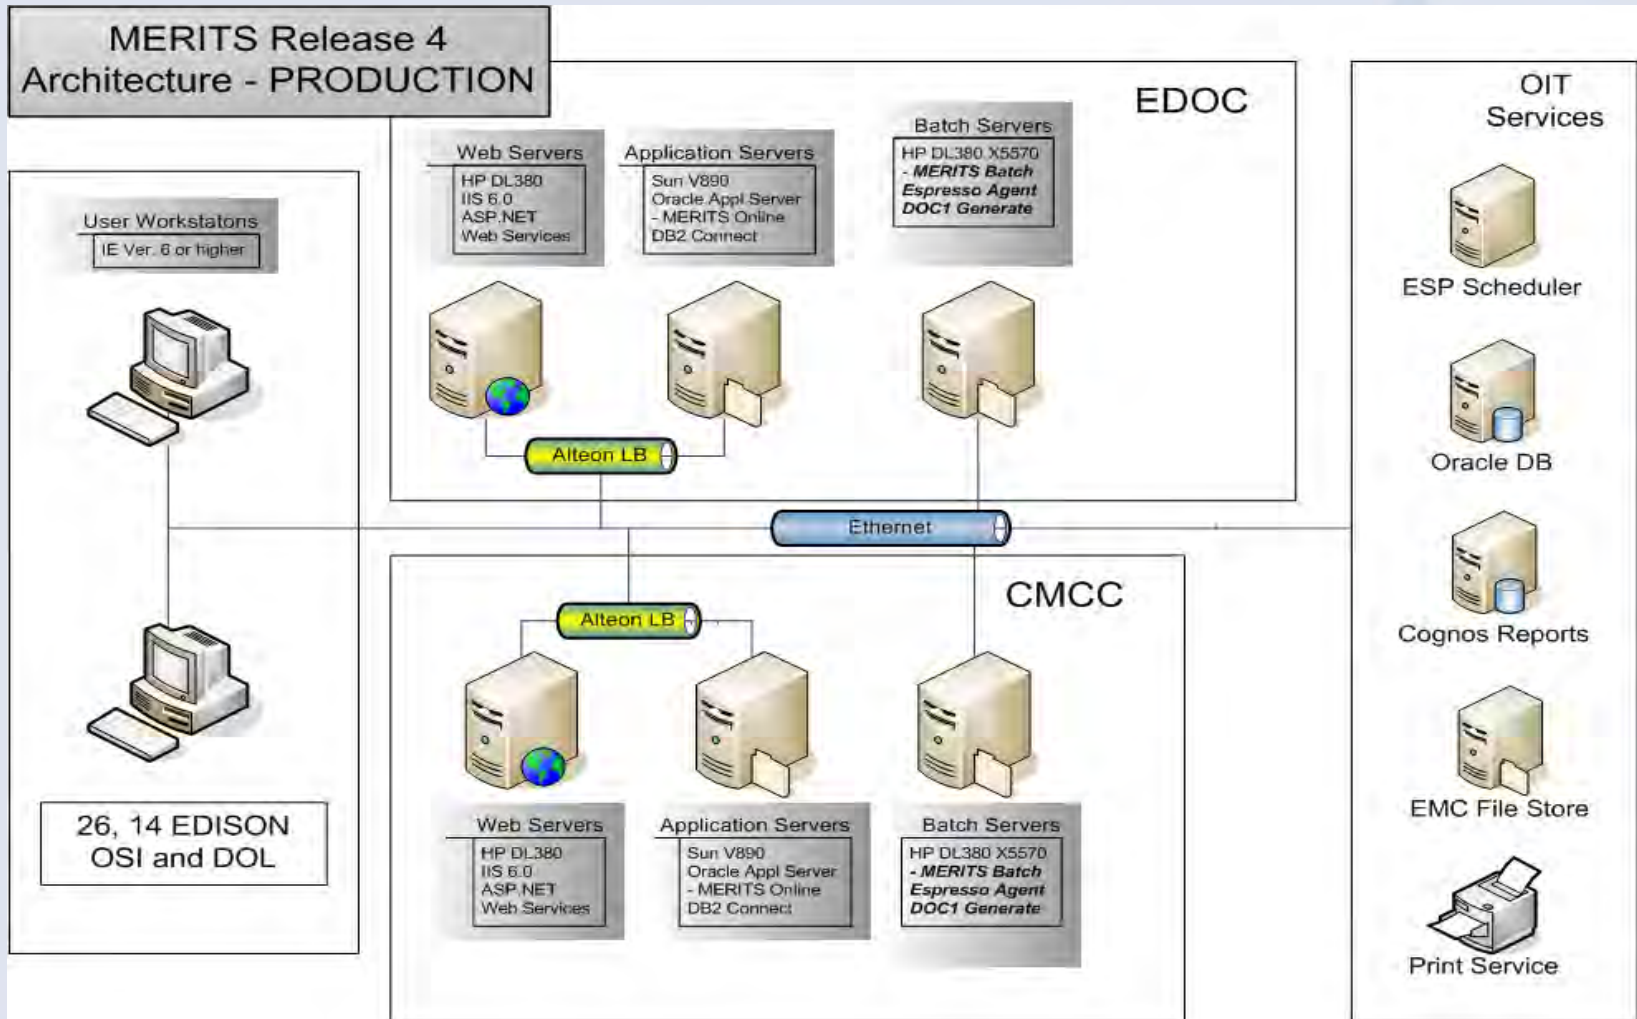 MERITS Release 4
Architecture - PRODUCTION
User Workstatons
IE Ver. 6 or higher
26, 14 EDISON
OSI and DOL
EDOC
Web Servers
HP DL380
IIS 6.0
ASP.NET
Web Services
Application Servers
Sun V890
Oracle Appl Server
- MERITS Online
DB2 Connect
Batch Servers
HP DL380 X5570
- MERITS Batch
Espresso Agent
DOC1 Generate
Alteon LB
Ethernet
CMCC
Alteon LB
Web Servers
HP DL380
IIS 6.0
ASP.NET
Web Services
Application Servers
Sun V890
Oracle Appl Server
- MERITS Online
DB2 Connect
Batch Servers
HP DL380 X5570
- MERITS Batch
Espresso Agent
DOC1 Generate
OIT
Services
ESP Scheduler
Oracle DB
Cognos Reports
EMC File Store
Print Service